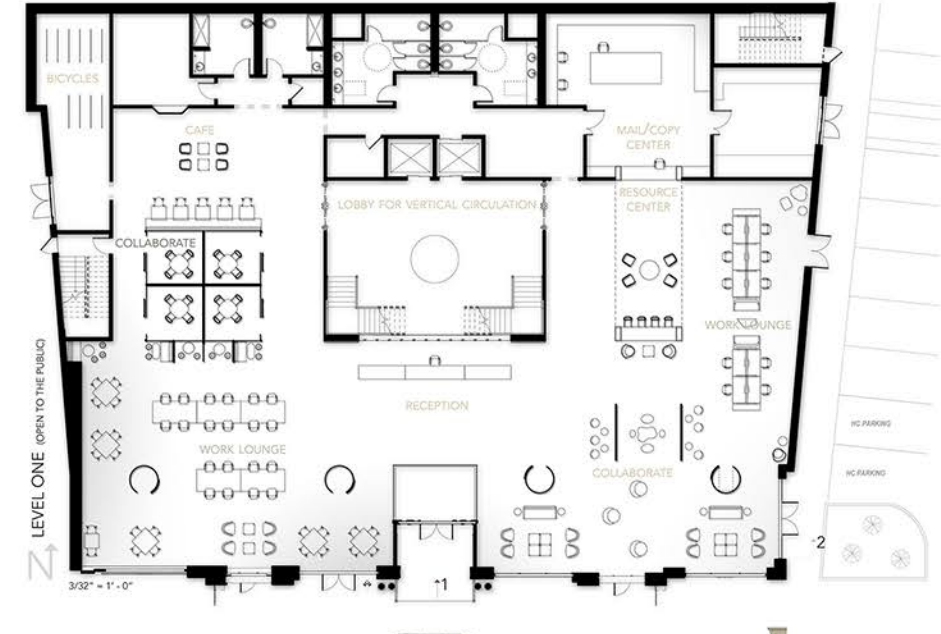 BICYCLES
CAFE
MAIL/COPY
CENTER
LOBBY FOR VERTICAL CIRCULATION
RESOURCE
CENTER
COLLABORATE
WORK LOUNGE
RECEPTION
WORK LOUNGE
COLLABORATE
HC PARKING
HC PARKING
LEVEL ONE (OPEN TO THE PUBLIC)
N
3/32" = 1' - 0"
1
2